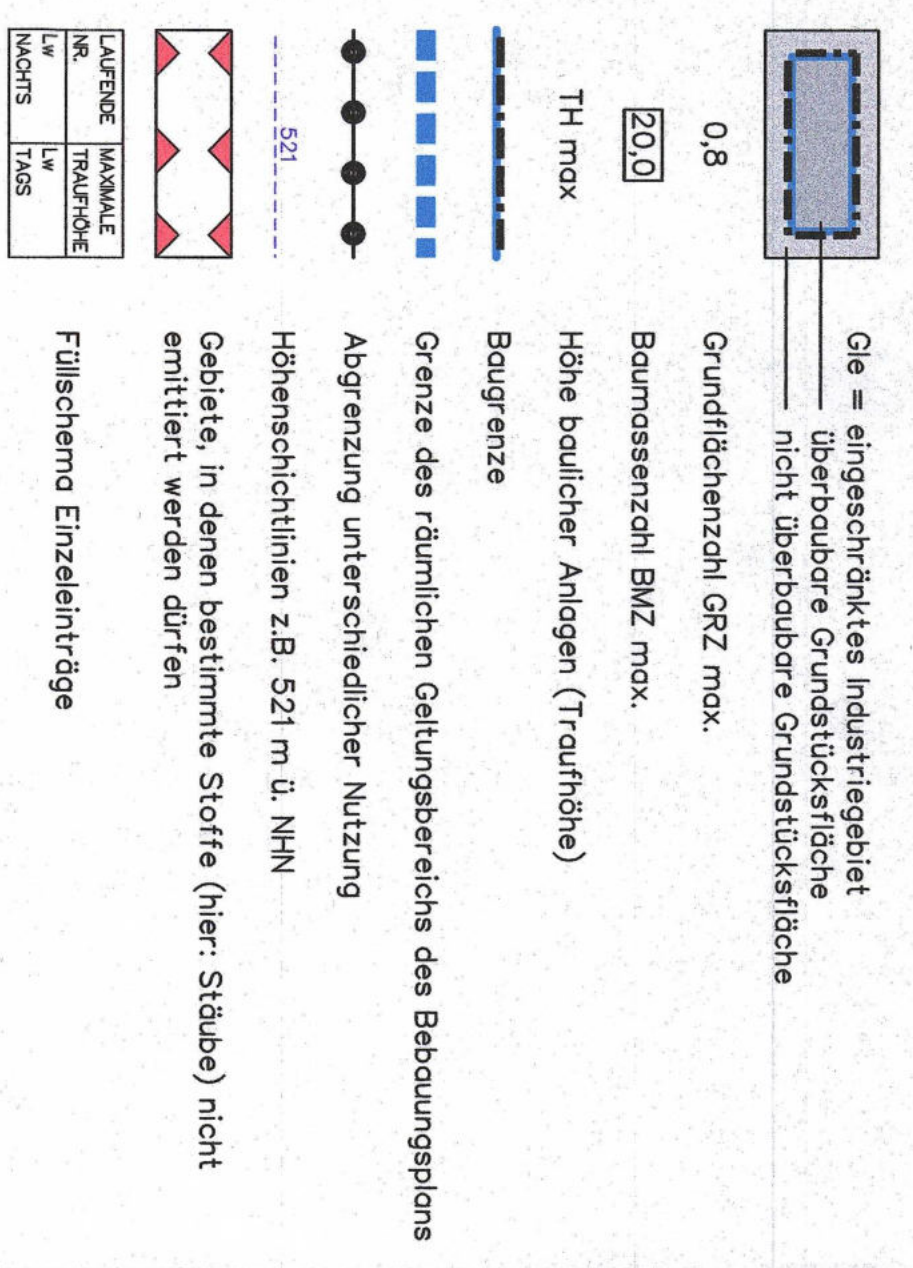 GIe = eingeschränktes Industriegebiet
überbaubare Grundstücksfläche
nicht überbaubare Grundstücksfläche
0,8 Grundflächenzahl GRZ max.
20,0 Baumassenzahl BMZ max.
TH max Höhe baulicher Anlagen (Traufhöhe)
Baugrenze
Grenze des räumlichen Geltungsbereichs des Bebauungsplans
Abgrenzung unterschiedlicher Nutzung
521 Höhenschichtlinien z.B. 521 m ü. NHN
Gebiete, in denen bestimmte Stoffe (hier: Stäube) nicht
emittiert werden dürfen
LAUFENDE MAXIMALE
NR. TRAUFHÖHE
Lw Lw
NACHTS TAGS
Füllschema Einzeleinträge